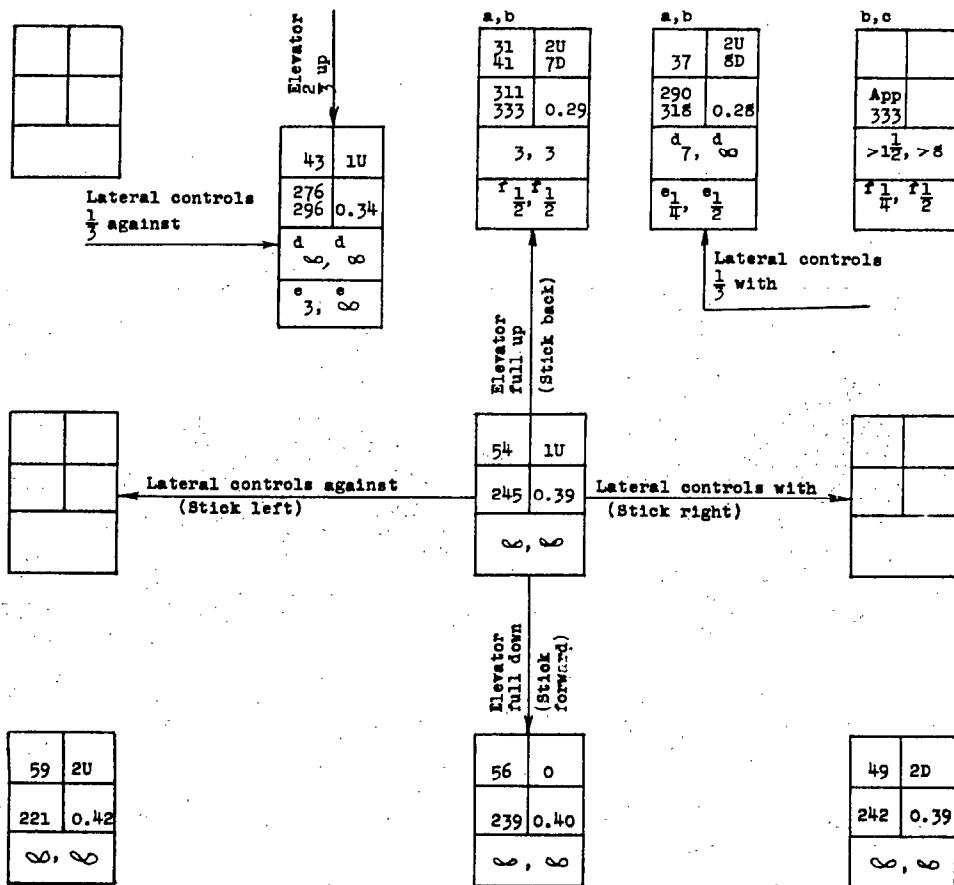 a,b
a,b
b,c
Elevator
2/3 up
31 2U
41 7D
311
333 0.29
3, 3
f 1/2, f 1/2
37 2U
8D
290
318 0.28
d 7, d ∞
e 1/4, e 1/2
App
333
>1 1/2, >8
f 1/4, f 1/2
43 1U
276
296 0.34
d ∞, d ∞
e 3, e ∞
Lateral controls
1/3 against
Lateral controls
1/3 with
Elevator
full up
(Stick back)
54 1U
245 0.39
∞, ∞
Lateral controls against
(Stick left)
Lateral controls with
(Stick right)
Elevator
full down
(Stick
forward)
59 2U
221 0.42
∞, ∞
56 0
239 0.40
∞, ∞
49 2D
242 0.39
∞, ∞